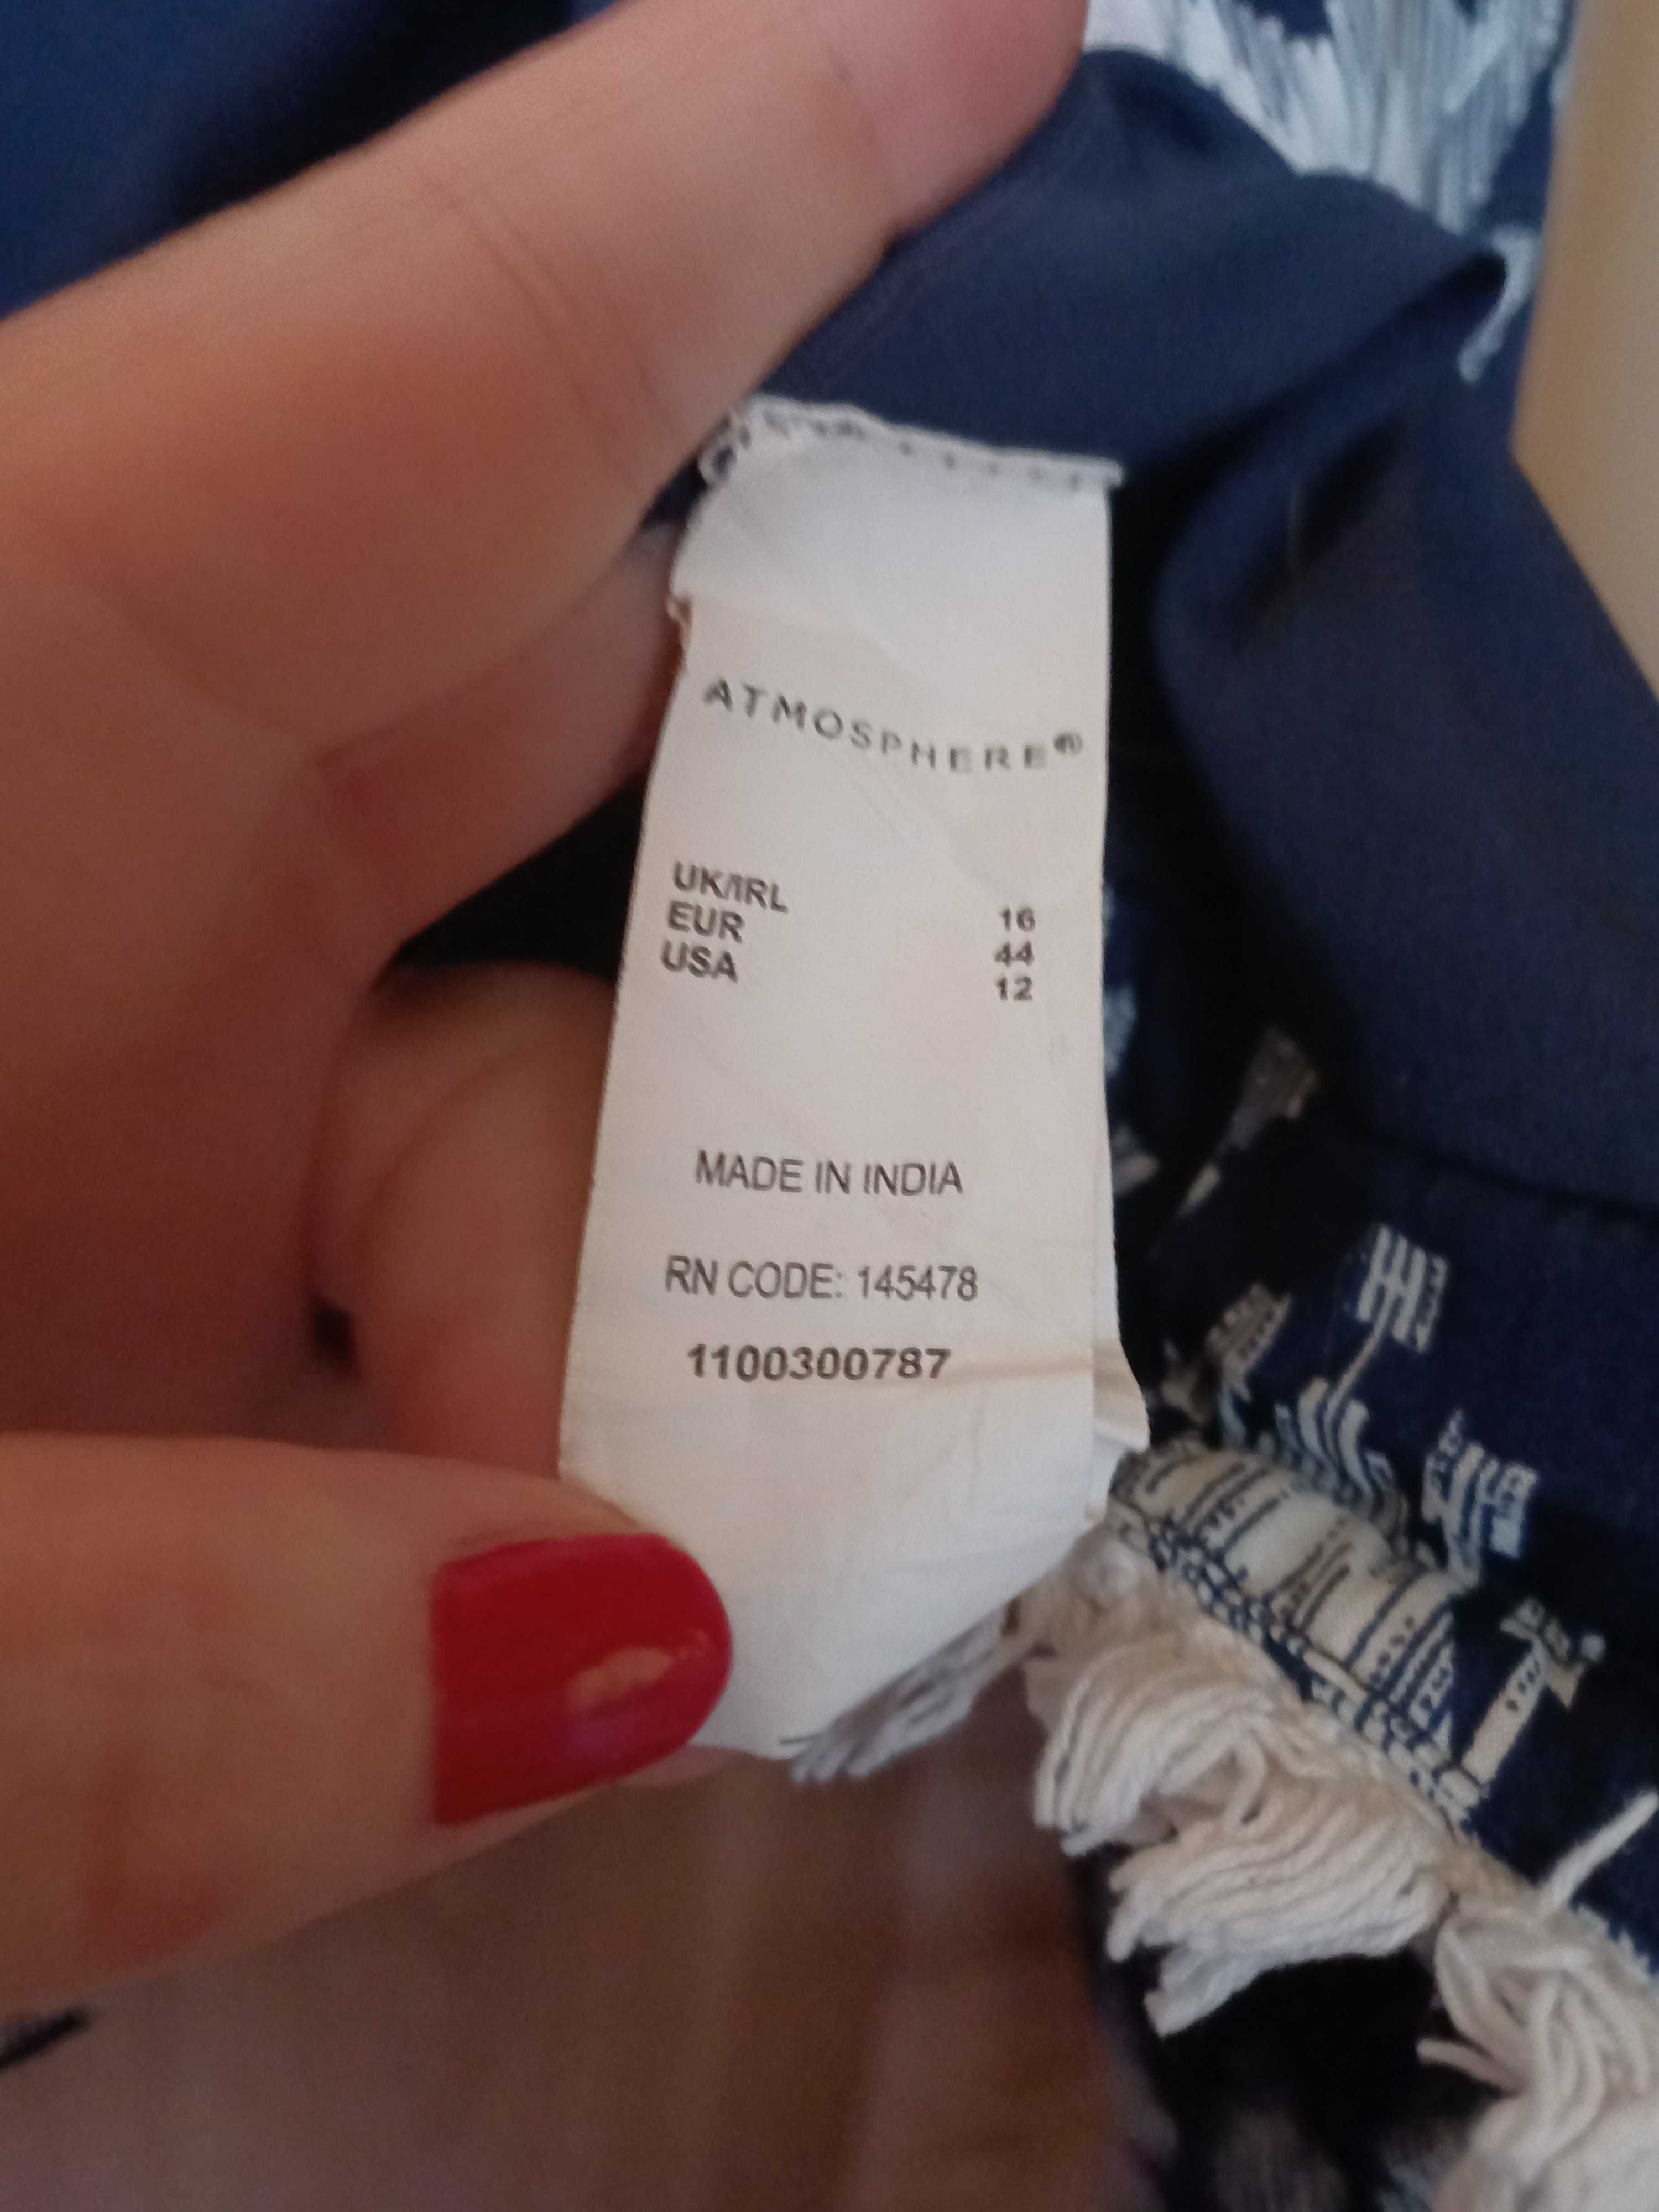 ATMOSPHERE®
UK/IRL 16
EUR 44
USA 12
MADE IN INDIA
RN CODE: 145478
1100300787